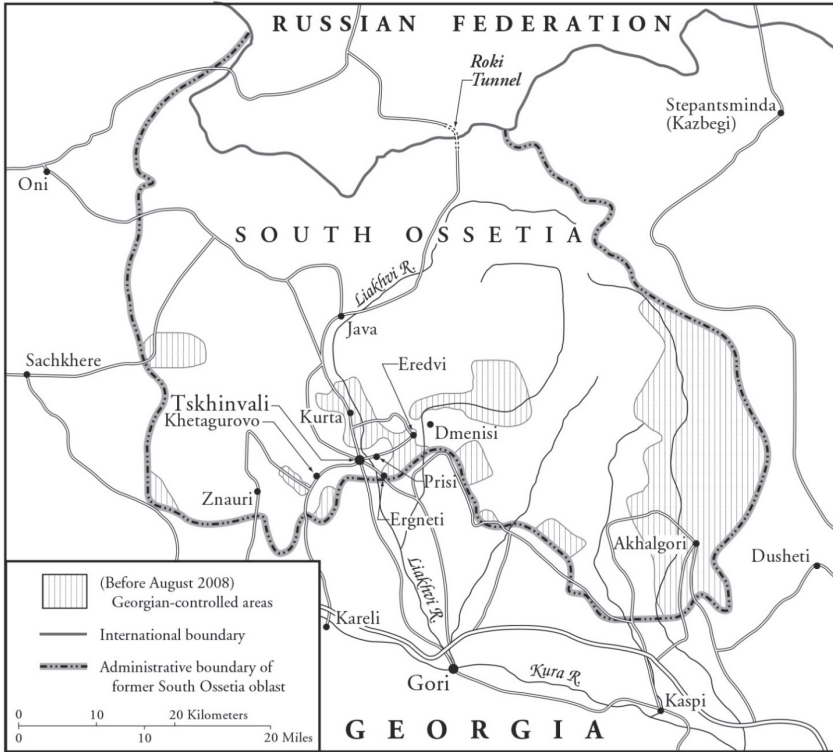 RUSSIAN FEDERATION
Roki
Tunnel
Stepantsminda
(Kazbegi)
Oni
SOUTH OSSETIA
Liakhvi R.
Java
Sachkhere
Eredvi
Tskhinvali
Kurta
Khetagurovo
Dmenisi
Znauri
Prisi
Ergneti
Akhalgori
Dusheti
Liakhvi R.
Kareli
Gori
Kura R.
Kaspi
GEORGIA
(Before August 2008)
Georgian-controlled areas
International boundary
Administrative boundary of
former South Ossetia oblast
0 10 20 Kilometers
0 10 20 Miles